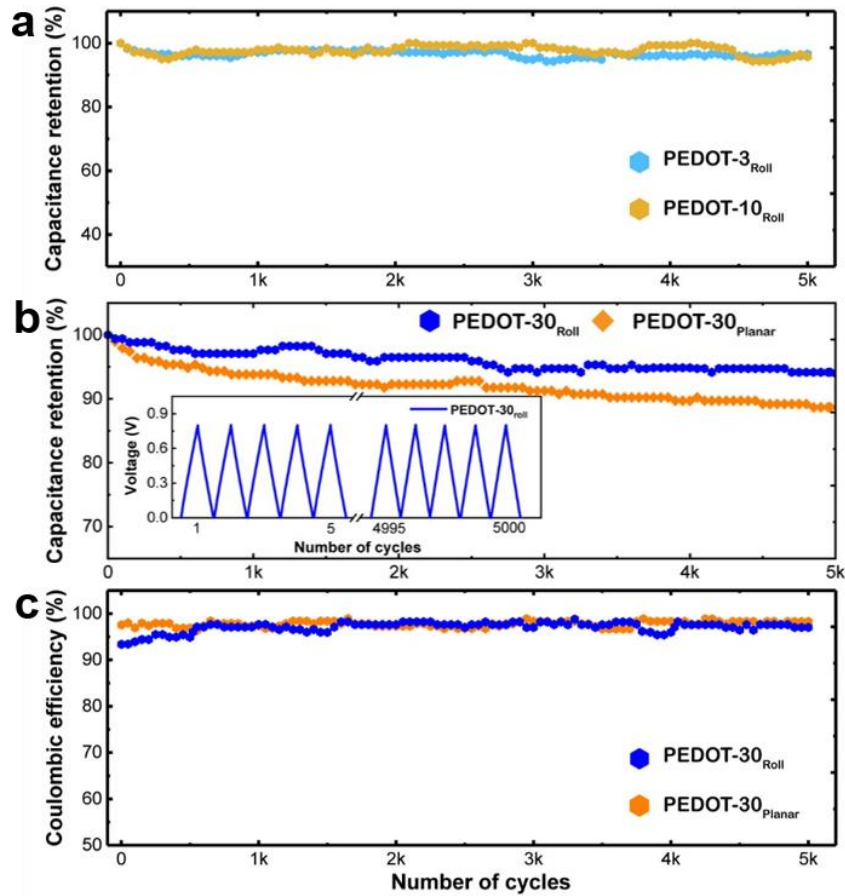 a
Capacitance retention (%)
100
80
60
40
PEDOT-3Roll
PEDOT-10Roll
0 1k 2k 3k 4k 5k
b
Capacitance retention (%)
100
90
80
70
PEDOT-30Roll PEDOT-30Planar
Voltage (V)
0.9
0.6
0.3
0.0
PEDOT-30roll
1 5 4995 5000
Number of cycles
0 1k 2k 3k 4k 5k
c
Coulombic efficiency (%)
100
90
80
70
60
50
PEDOT-30Roll
PEDOT-30Planar
0 1k 2k 3k 4k 5k
Number of cycles